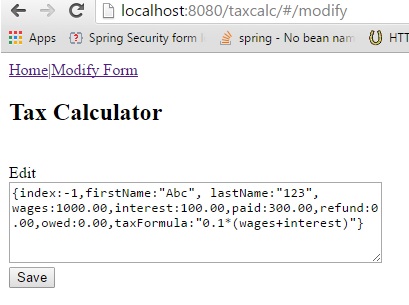 localhost:8080/taxcalc/#/modify
Apps Spring Security form spring - No bean nam HTT
Home|Modify Form
Tax Calculator
Edit
{index:-1,firstName:"Abc", lastName:"123",
wages:1000.00,interest:100.00,paid:300.00,refund:0
.00,owed:0.00,taxFormula:"0.1*(wages+interest)"}
Save